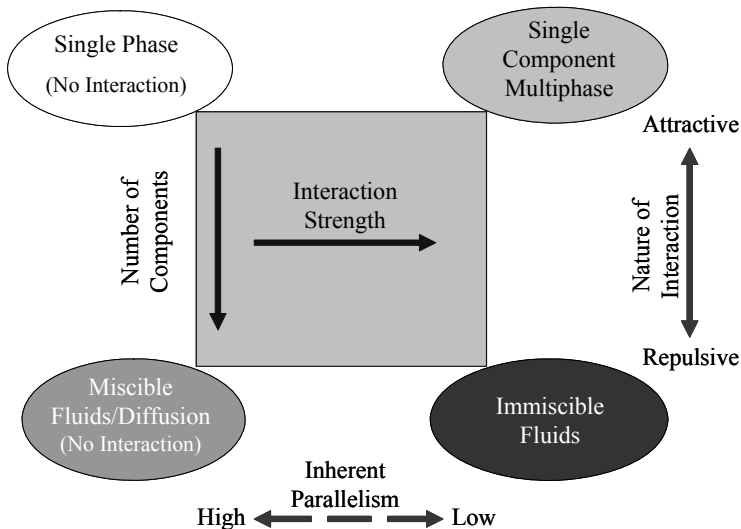 Single Phase
(No Interaction)
Single
Component
Multiphase
Attractive
Number of
Components
Interaction
Strength
Nature of
Interaction
Repulsive
Miscible
Fluids/Diffusion
(No Interaction)
Immiscible
Fluids
Inherent
Parallelism
High
Low